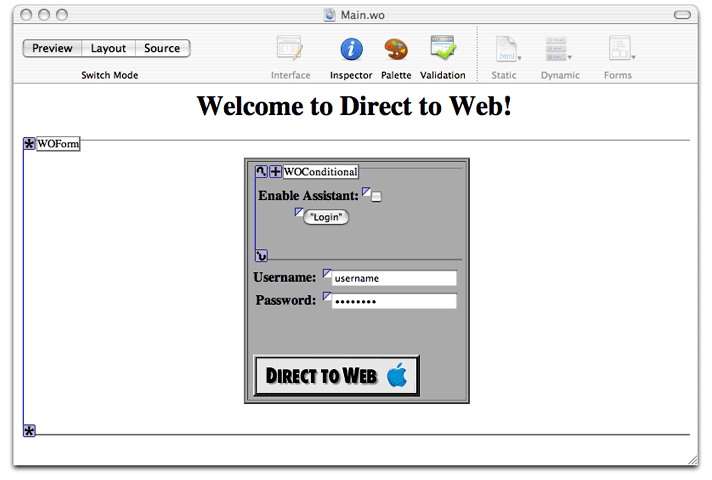 Main.wo
Preview Layout Source
Switch Mode
Interface Inspector Palette Validation
html
Static Dynamic Forms
Welcome to Direct to Web!
WOForm
WOConditional
Enable Assistant:
"Login"
Username: username
Password: ••••••••
DIRECT TO WEB